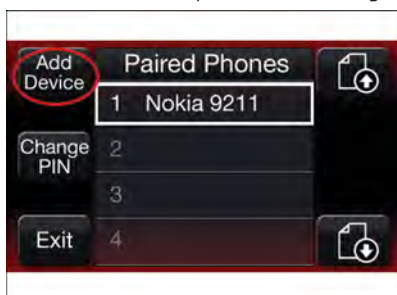 Add
Device
Paired Phones
1 Nokia 9211
Change
PIN
2
3
Exit
4